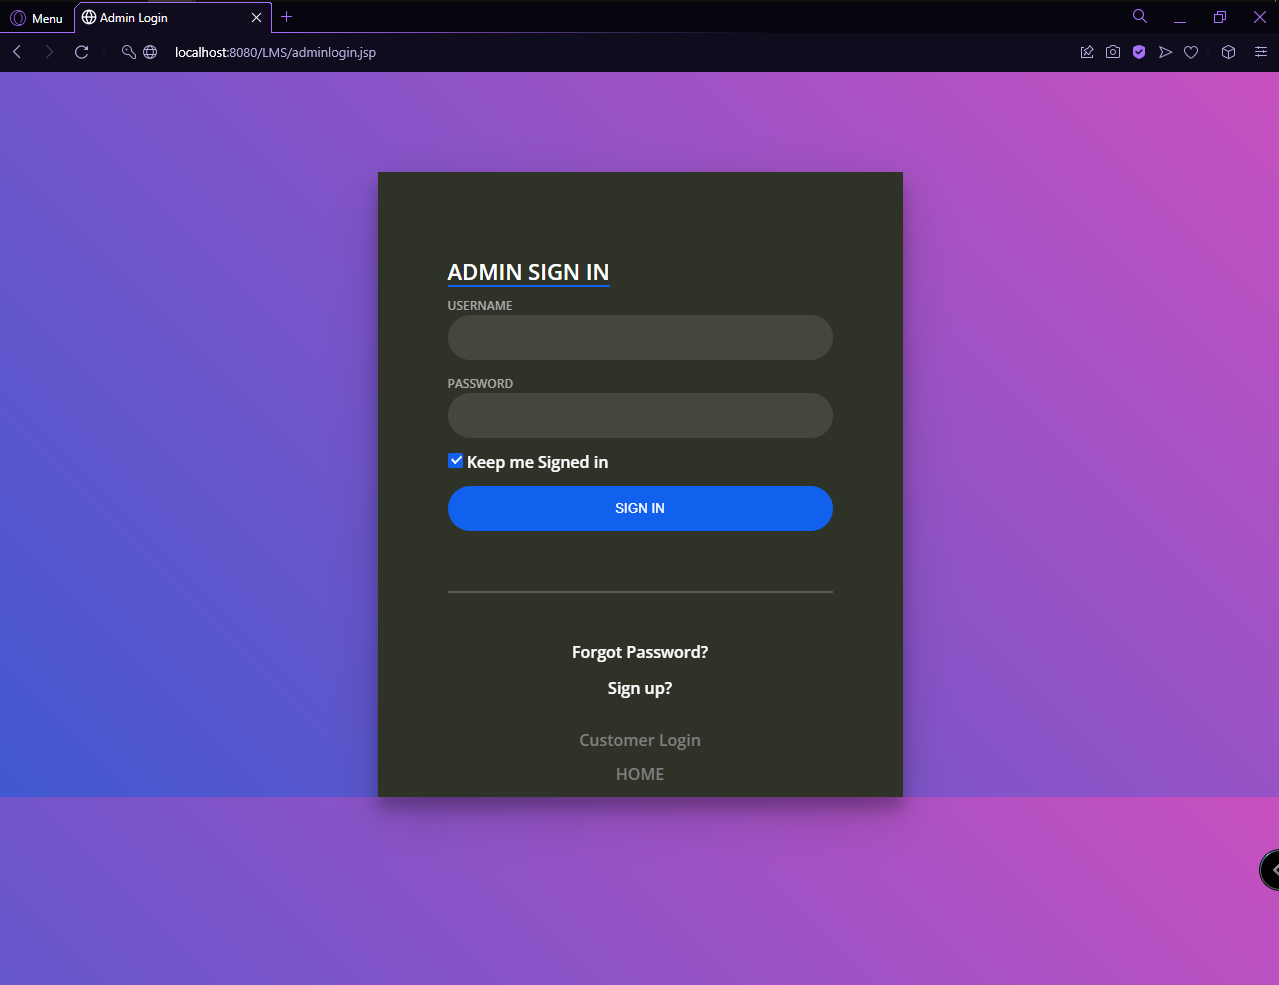 Menu
Admin Login
localhost:8080/LMS/adminlogin.jsp
ADMIN SIGN IN
USERNAME
PASSWORD
Keep me Signed in
SIGN IN
Forgot Password?
Sign up?
Customer Login
HOME